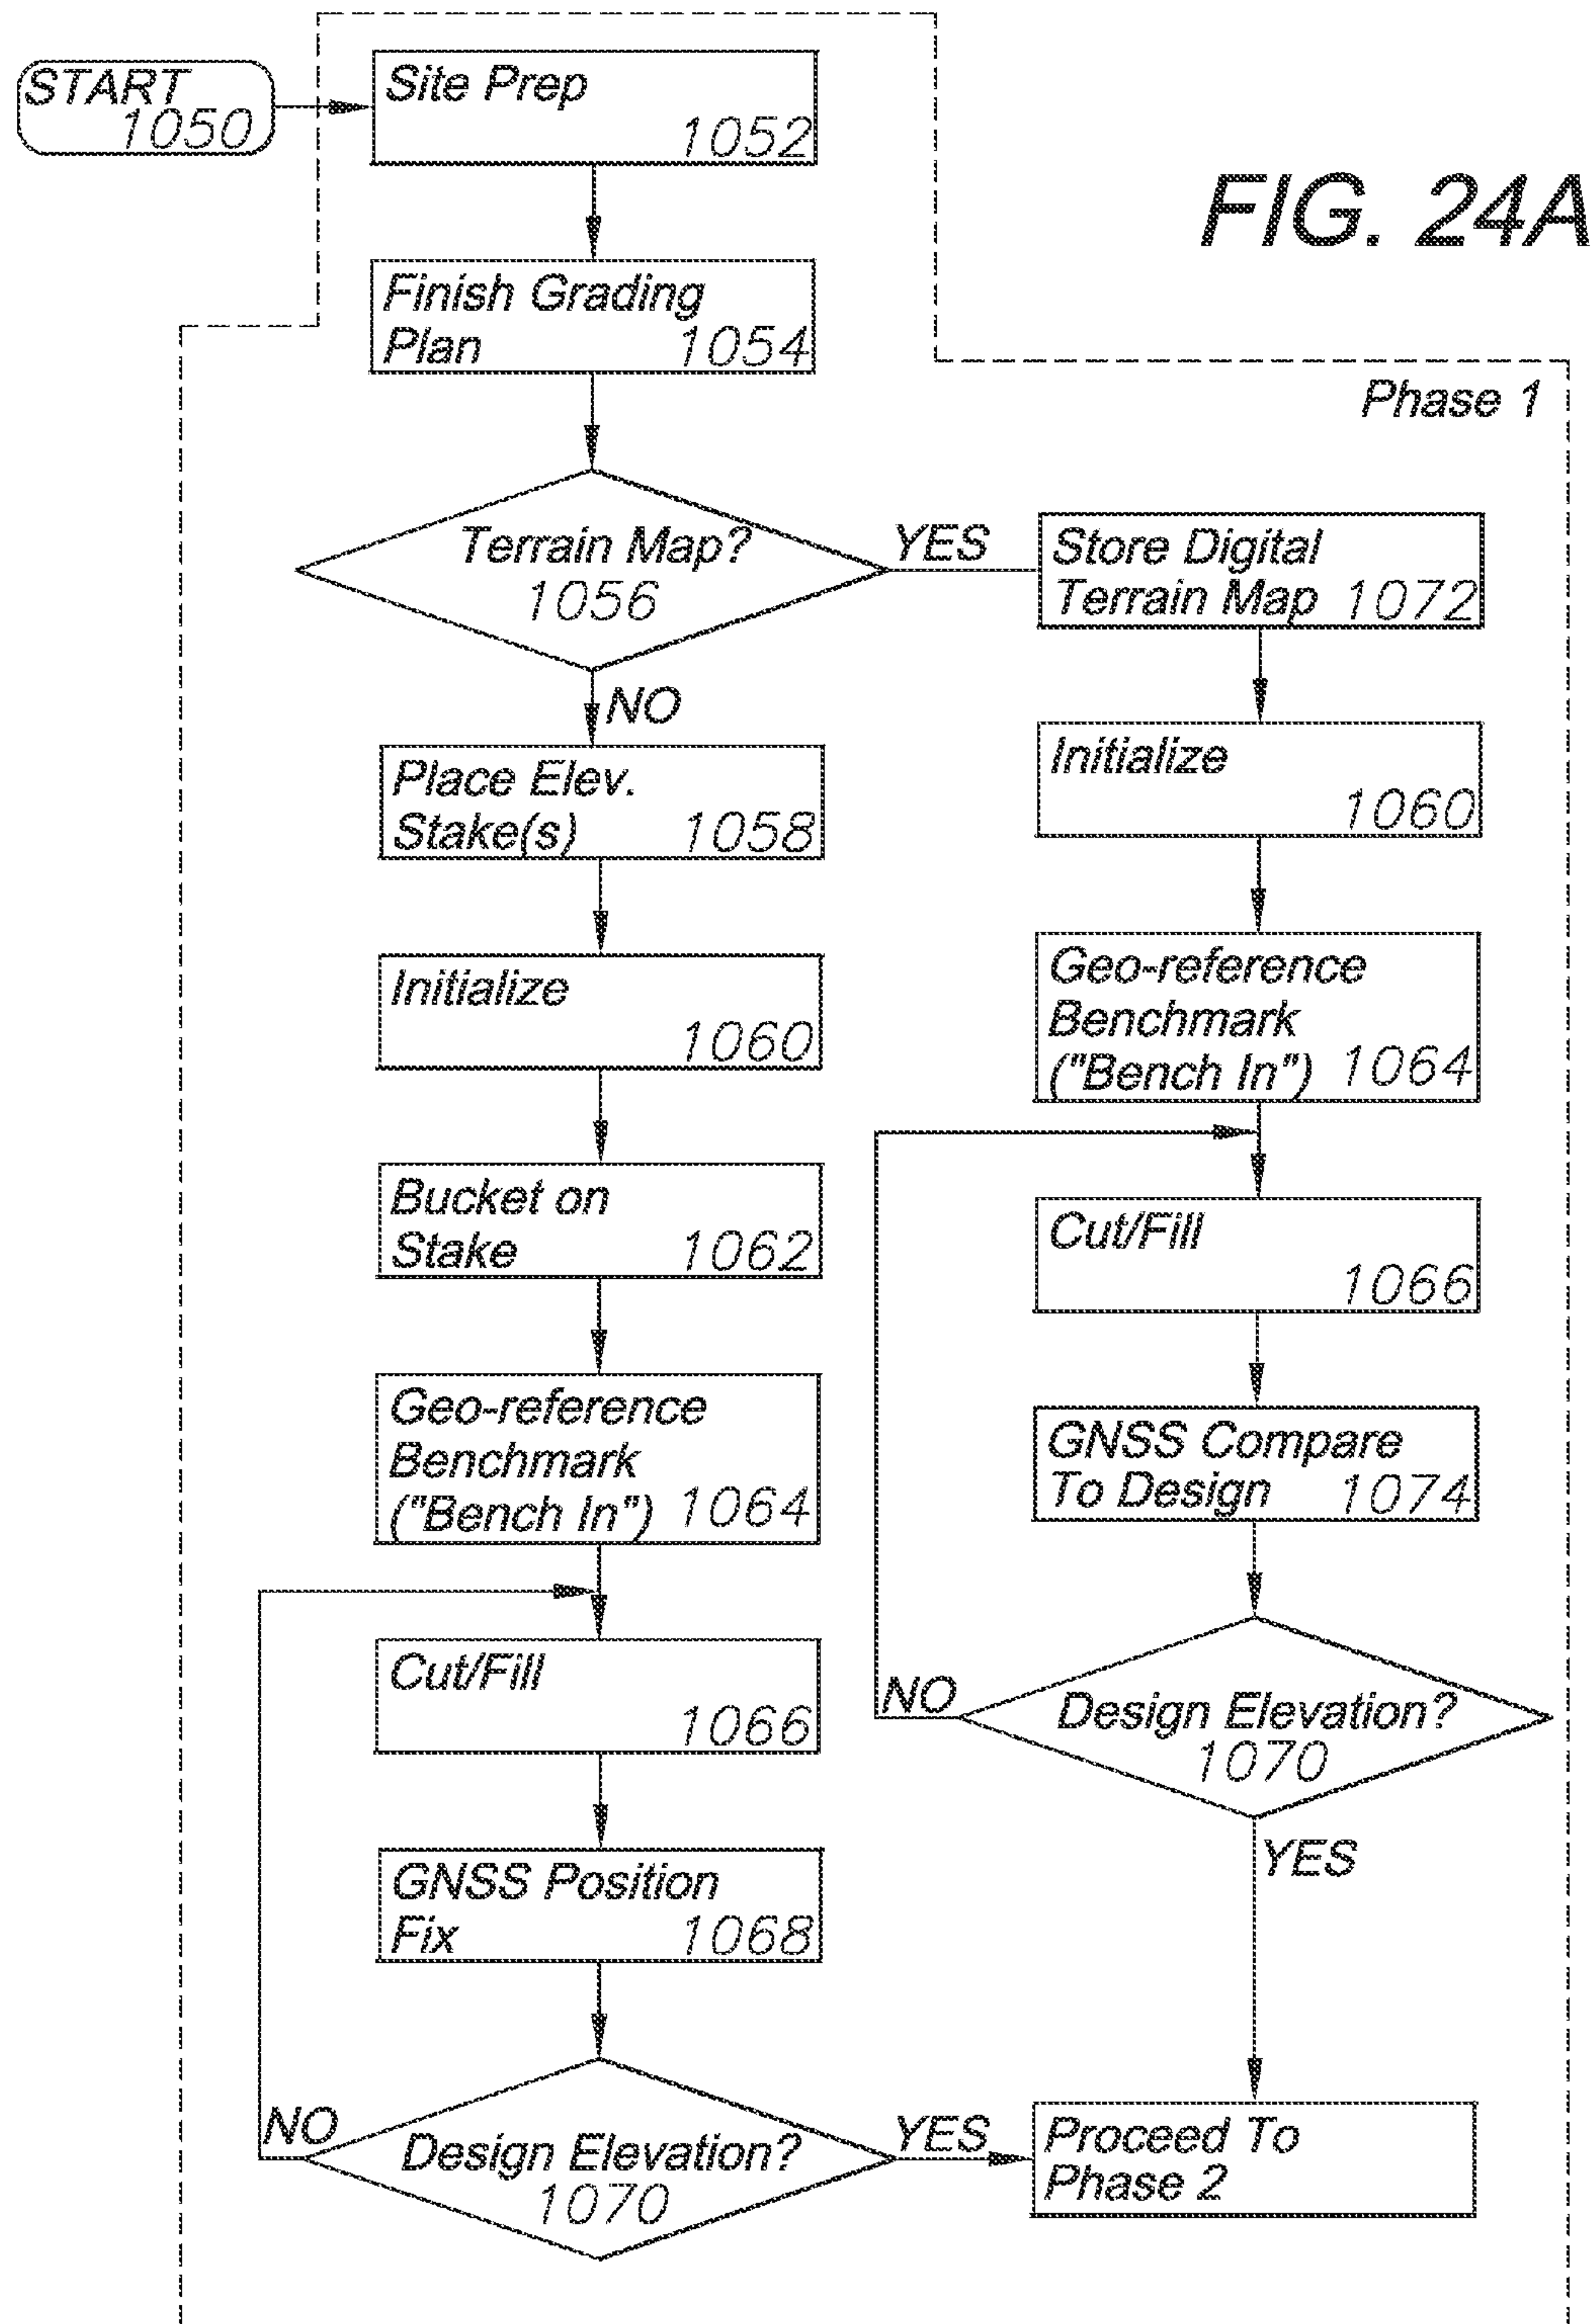 START
1050
Site Prep
1052
FIG. 24A
Finish Grading
Plan 1054
Phase 1
Terrain Map?
1056
YES
NO
Store Digital
Terrain Map 1072
Place Elev.
Stake(s) 1058
Initialize
1060
Bucket on
Stake 1062
Geo-reference
Benchmark
("Bench In") 1064
Cut/Fill
1066
GNSS Position
Fix 1068
Design Elevation?
1070
NO
YES
Initialize
1060
Geo-reference
Benchmark
("Bench In") 1064
Cut/Fill
1066
GNSS Compare
To Design 1074
Design Elevation?
1070
NO
YES
Proceed To
Phase 2